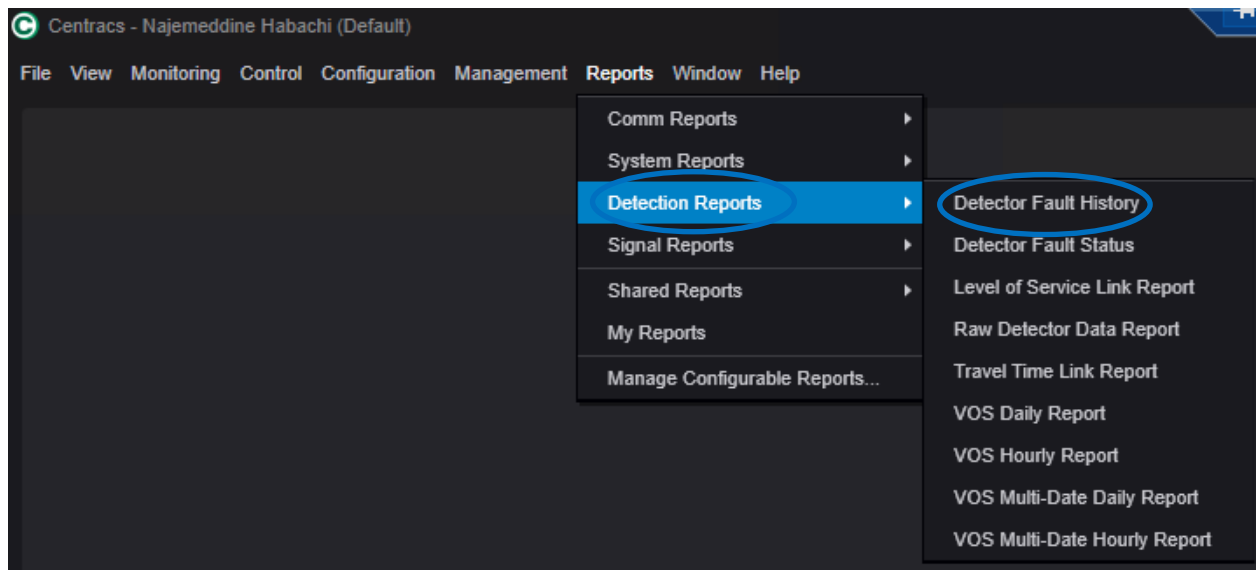 Centracs - Najemeddine Habachi (Default)
File View Monitoring Control Configuration Management Reports Window Help
Comm Reports
System Reports
Detection Reports
Signal Reports
Shared Reports
My Reports
Manage Configurable Reports...
Detector Fault History
Detector Fault Status
Level of Service Link Report
Raw Detector Data Report
Travel Time Link Report
VOS Daily Report
VOS Hourly Report
VOS Multi-Date Daily Report
VOS Multi-Date Hourly Report